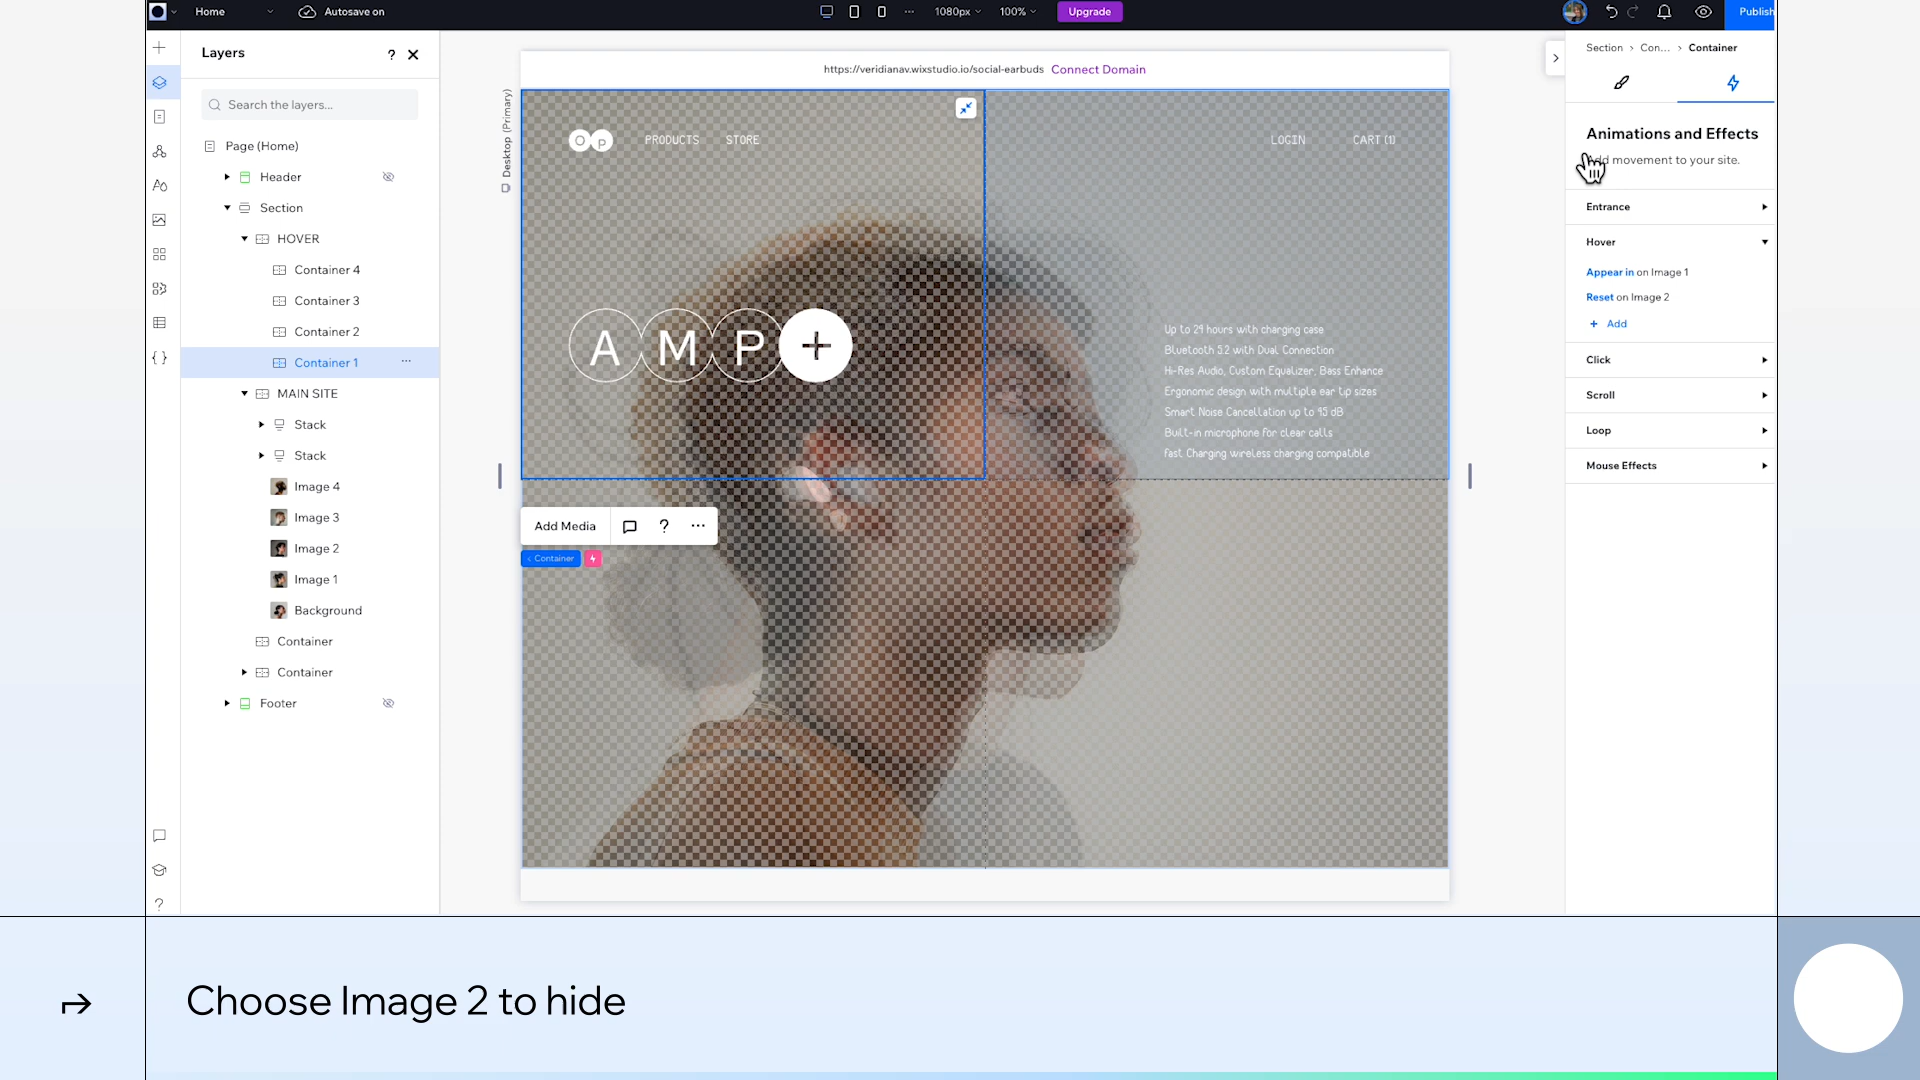 Home
Autosave on
1080px
100%
Upgrade
Publish
Layers
?
Search the layers...
Page (Home)
Header
Section
HOVER
Container 4
Container 3
Container 2
Container 1
MAIN SITE
Stack
Stack
Image 4
Image 3
Image 2
Image 1
Background
Container
Container
Footer
Desktop (Primary)
https://veridianav.wixstudio.io/social-earbuds Connect Domain
O P PRODUCTS STORE LOGIN CART (1)
A M P +
Up to 29 hours with charging case
Bluetooth 5.2 with Dual Connection
Hi-Res Audio, Custom Equalizer, Bass Enhance
Ergonomic design with multiple ear tip sizes
Smart Noise Cancellation up to 45 dB
Built-in microphone for clear calls
Fast Charging wireless charging compatible
Add Media ?
Container
Section > Con... > Container
Animations and Effects
Add movement to your site.
Entrance
Hover
Appear in on Image 1
Reset on Image 2
+ Add
Click
Scroll
Loop
Mouse Effects
Choose Image 2 to hide